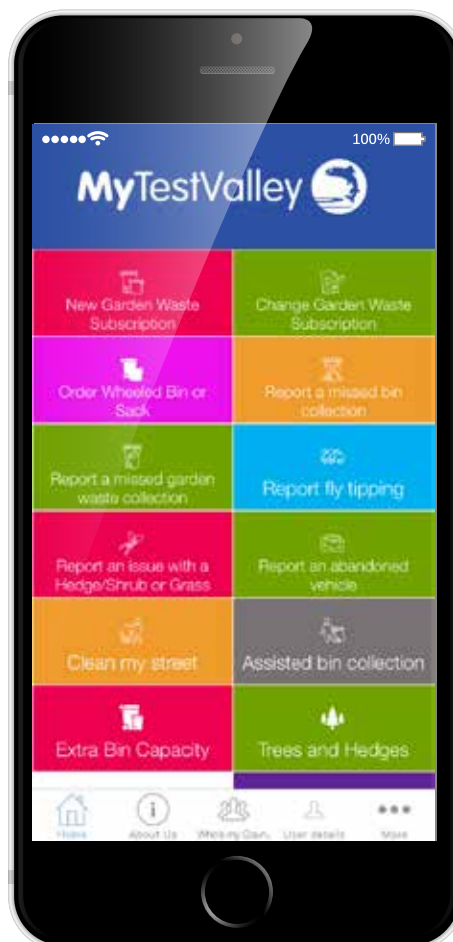 100%
MyTestValley
New Garden Waste
Subscription
Change Garden Waste
Subscription
Order Wheeled Bin or
Sack
Report a missed bin
collection
Report a missed garden
waste collection
Report fly tipping
Report an issue with a
Hedge/Shrub or Grass
Report an abandoned
vehicle
Clean my street
Assisted bin collection
Extra Bin Capacity
Trees and Hedges
Home
About Us
User details
More